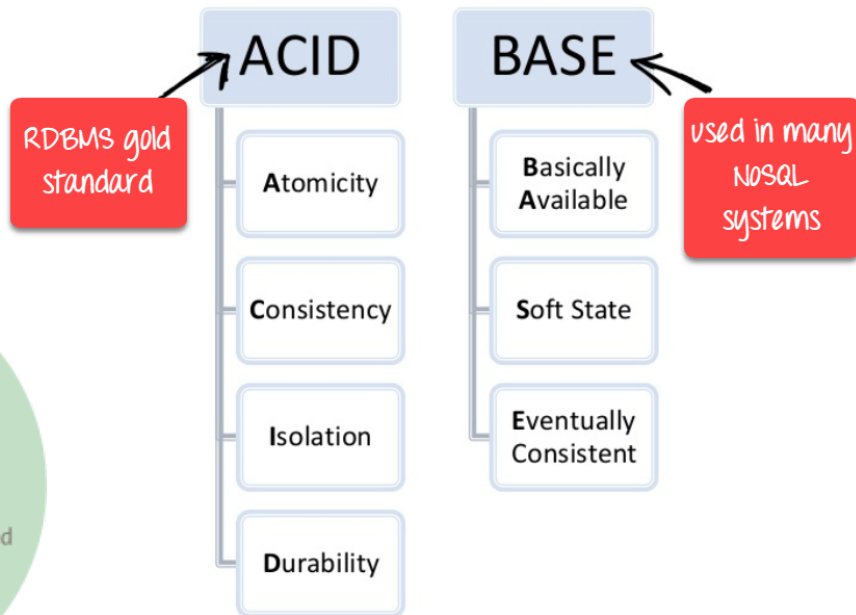 ACID
BASE
RDBMS gold
standard
used in many
NoSQL
systems
Atomicity
Consistency
Isolation
Durability
Basically
Available
Soft State
Eventually
Consistent
d